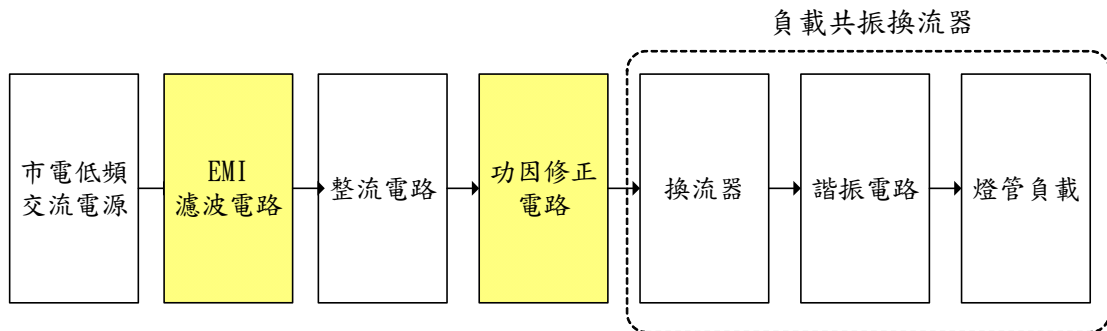 負載共振換流器
市電低頻
交流電源
EMI
濾波電路
整流電路
功因修正
電路
換流器
諧振電路
燈管負載